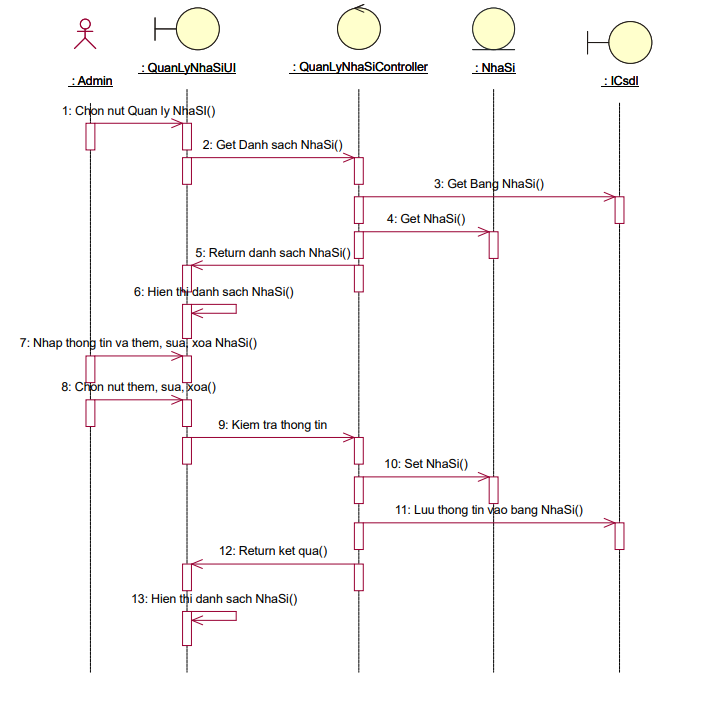 : QuanLyNhaSiUI
: QuanLyNhaSiController
: NhaSi
: Admin
: ICsdl
1: Chon nut Quan ly NhaSI()
2: Get Danh sach NhaSi()
3: Get Bang NhaSi()
4: Get NhaSi()
5: Return danh sach NhaSi()
6: Hien thi danh sach NhaSi()
7: Nhap thong tin va them, sua, xoa NhaSi()
8: Chon nut them, sua, xoa()
9: Kiem tra thong tin
10: Set NhaSi()
11: Luu thong tin vao bang NhaSi()
12: Return ket qua()
13: Hien thi danh sach NhaSi()